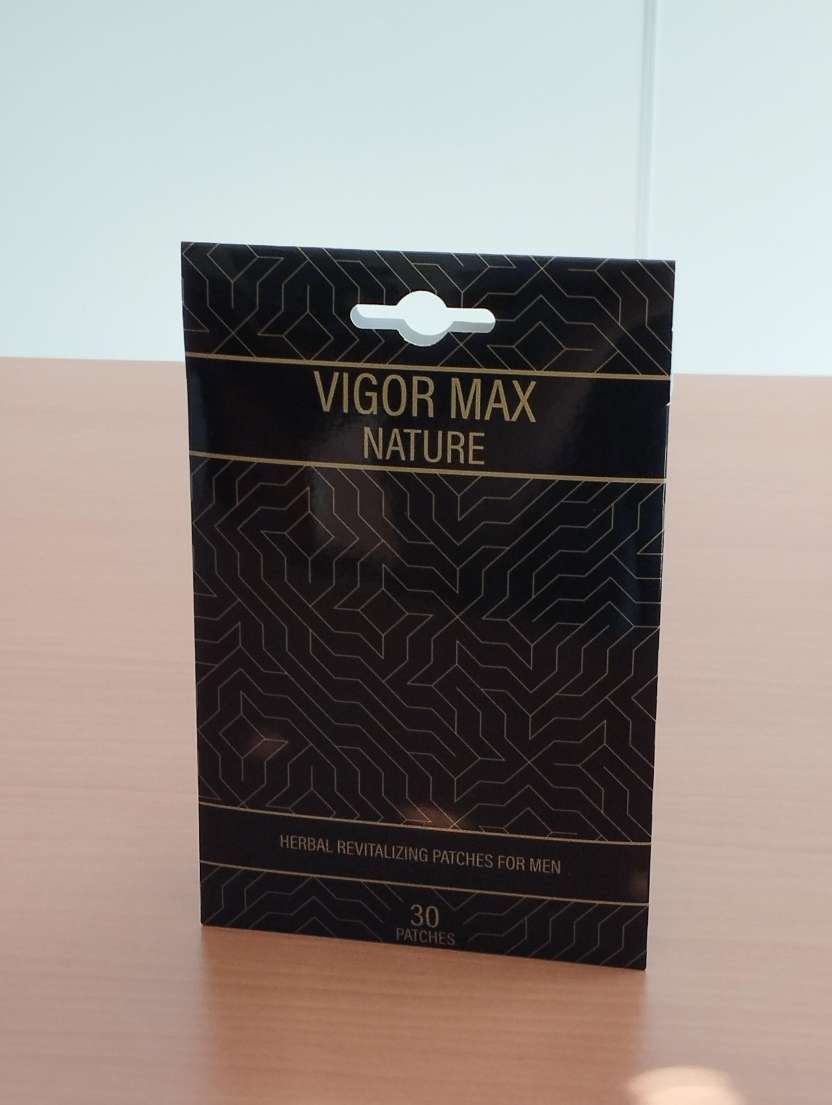 VIGOR MAX
NATURE
HERBAL REVITALIZING PATCHES FOR MEN
30
PATCHES